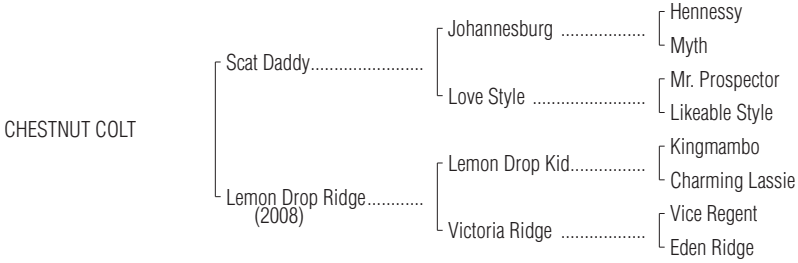 Hennessy
Johannesburg ...................
Myth
Scat Daddy.........................
Mr. Prospector
Love Style .........................
Likeable Style
CHESTNUT COLT
Kingmambo
Lemon Drop Kid.................
Charming Lassie
Lemon Drop Ridge............
(2008)
Vice Regent
Victoria Ridge ...................
Eden Ridge